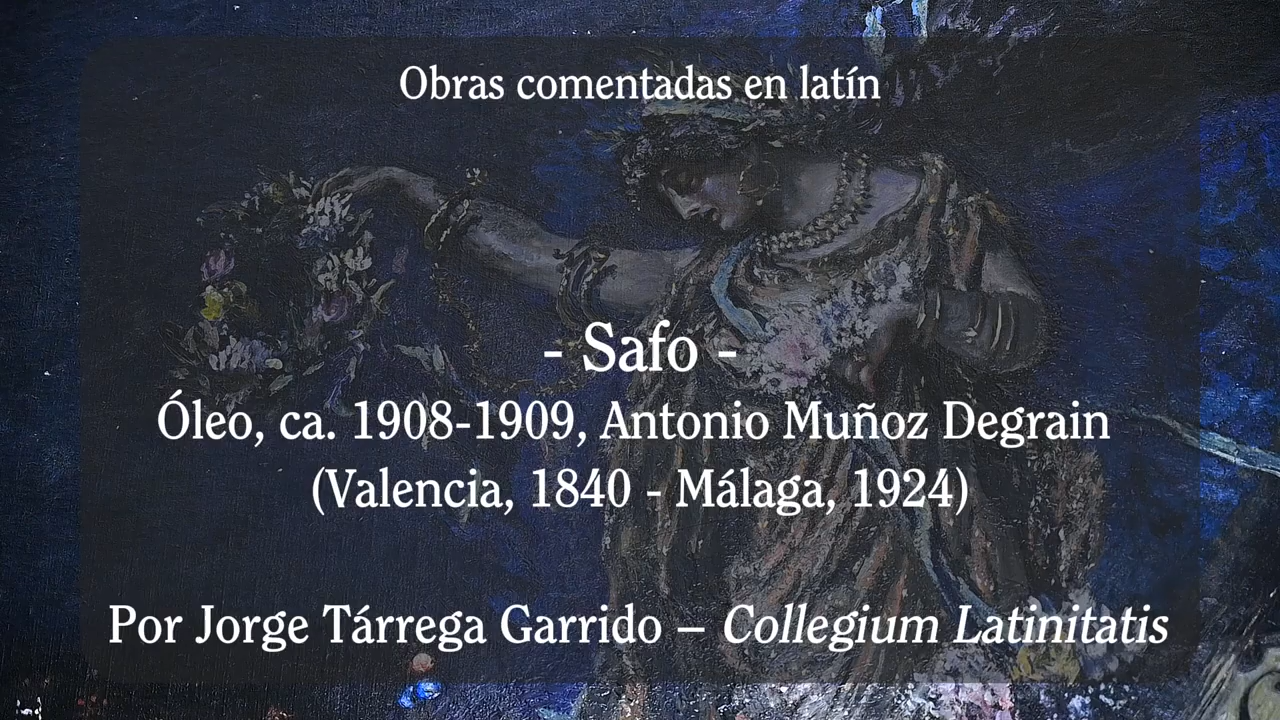 Obras comentadas en latín
- Safo -
Óleo, ca. 1908-1909, Antonio Muñoz Degrain
(Valencia, 1840 - Málaga, 1924)
Por Jorge Tárrega Garrido – Collegium Latinitatis